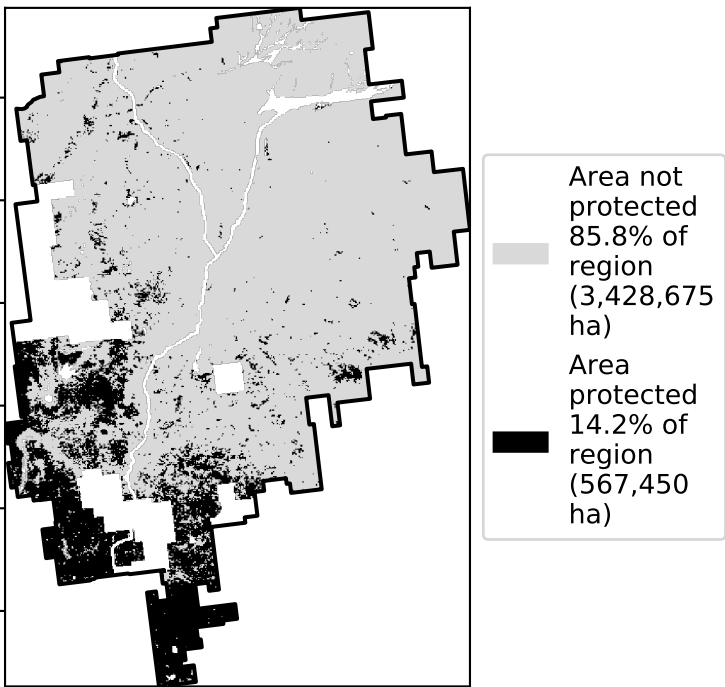 Area not
protected
85.8% of
region
(3,428,675
ha)
Area
protected
14.2% of
region
(567,450
ha)